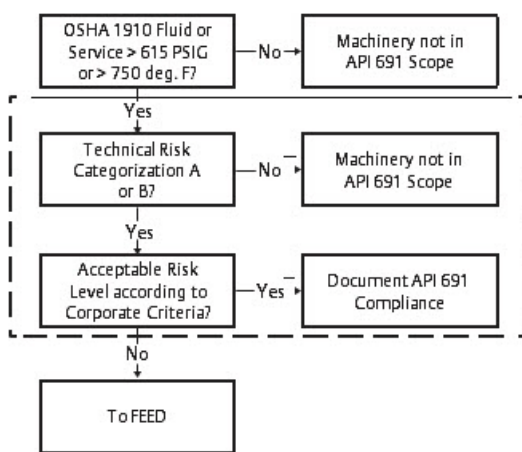 OSHA 1910 Fluid or
Service > 615 PSIG
or > 750 deg. F?
No
Machinery not in
API 691 Scope
Yes
Technical Risk
Categorization A
or B?
No
Machinery not in
API 691 Scope
Yes
Acceptable Risk
Level according to
Corporate Criteria?
Yes
Document API 691
Compliance
No
To FEED